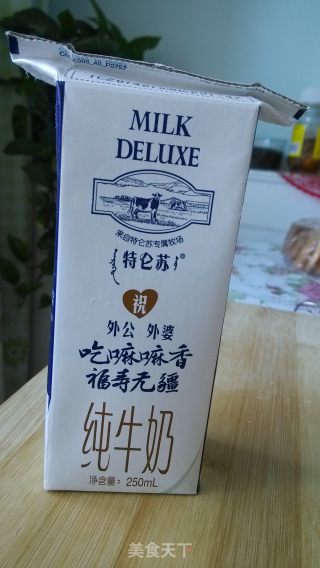 MILK
DELUXE
来自特仑苏专属牧场
特仑苏
祝
外公 外婆
吃嘛嘛香
福寿无疆
纯牛奶
净含量：250mL
美食天下